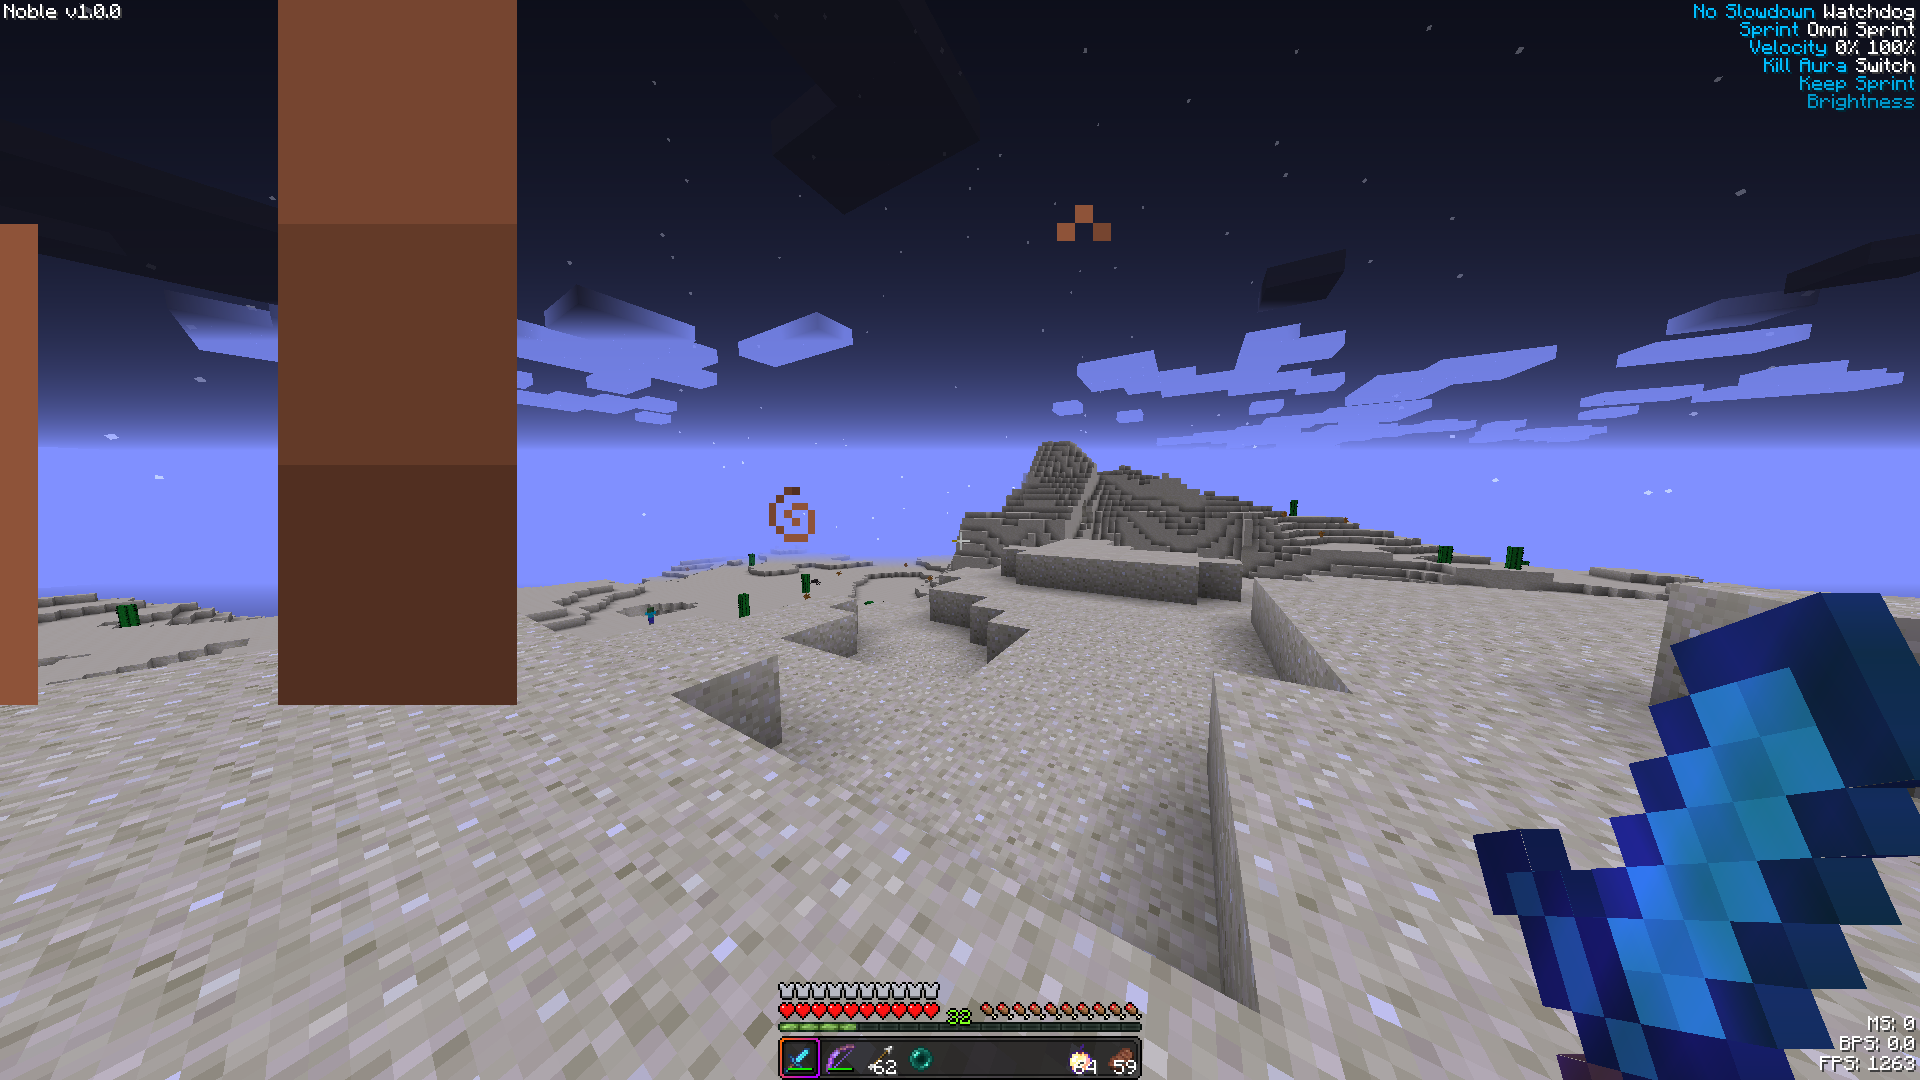 Noble v1.0.0
No Slowdown Watchdog
Sprint Omni Sprint
Velocity 0% 100%
Kill Aura Switch
Keep Sprint
Brightness
32
62
64
59
MS: 0
BPS: 0.0
FPS: 1263